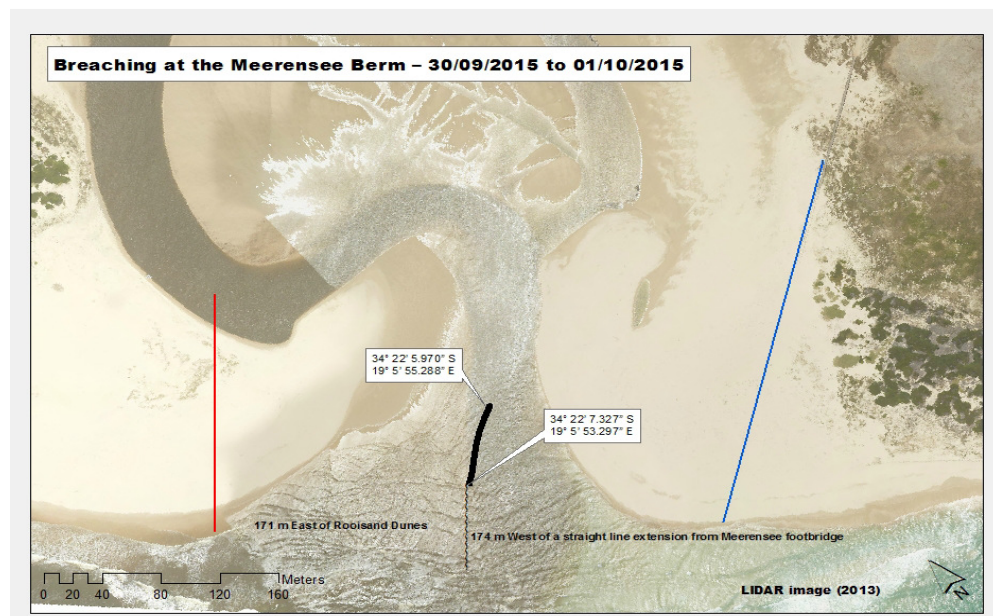 Breaching at the Meerensee Berm – 30/09/2015 to 01/10/2015
34° 22' 5.970" S
19° 5' 55.288" E
34° 22' 7.327" S
19° 5' 53.297" E
171 m East of Rooisand Dunes
174 m West of a straight line extension from Meerensee footbridge
Meters
0 20 40 80 120 160
LIDAR image (2013)
N